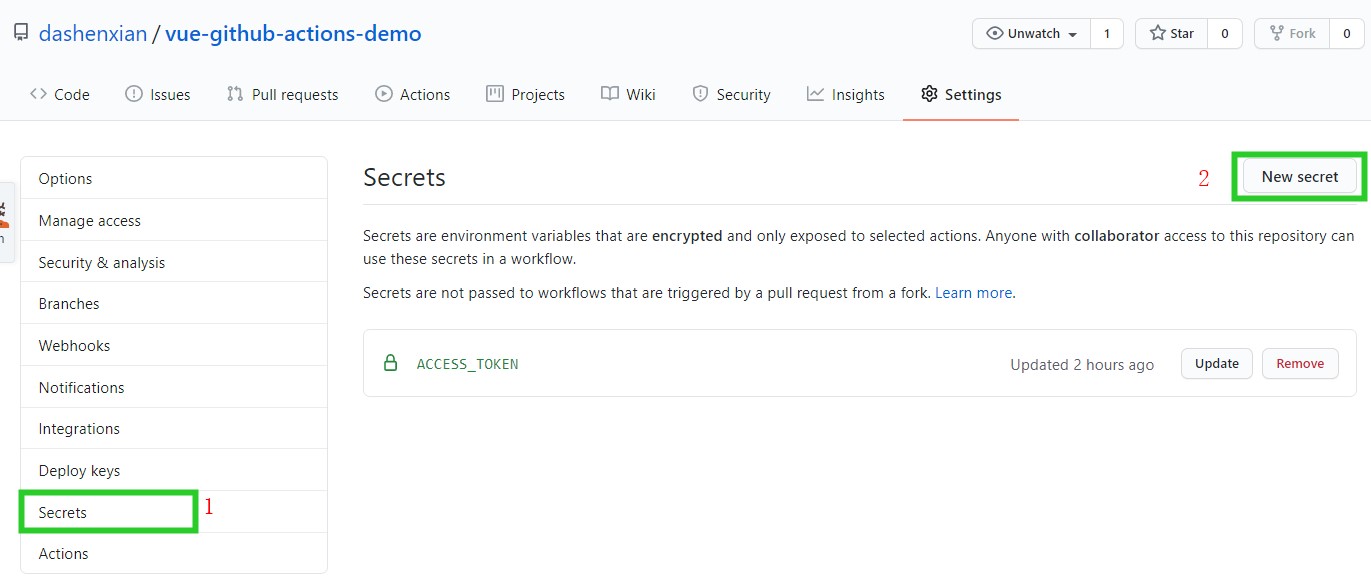 dashenxian / vue-github-actions-demo
Unwatch 1 Star 0 Fork 0
Code Issues Pull requests Actions Projects Wiki Security Insights Settings
Options
Manage access
Security & analysis
Branches
Webhooks
Notifications
Integrations
Deploy keys
Secrets 1
Actions
Secrets 2 New secret
Secrets are environment variables that are encrypted and only exposed to selected actions. Anyone with collaborator access to this repository can
use these secrets in a workflow.
Secrets are not passed to workflows that are triggered by a pull request from a fork. Learn more.
ACCESS_TOKEN Updated 2 hours ago Update Remove